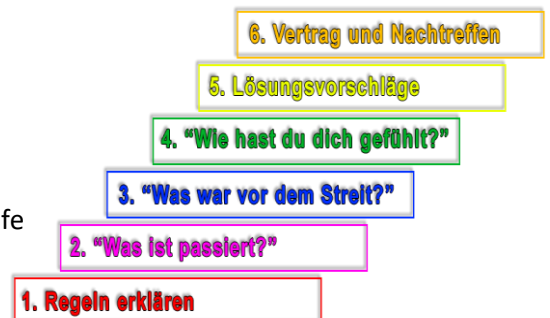 6. Vertrag und Nachtreffen
5. Lösungsvorschläge
4. “Wie hast du dich gefühlt?”
3. “Was war vor dem Streit?”
fe
2. “Was ist passiert?”
1. Regeln erklären